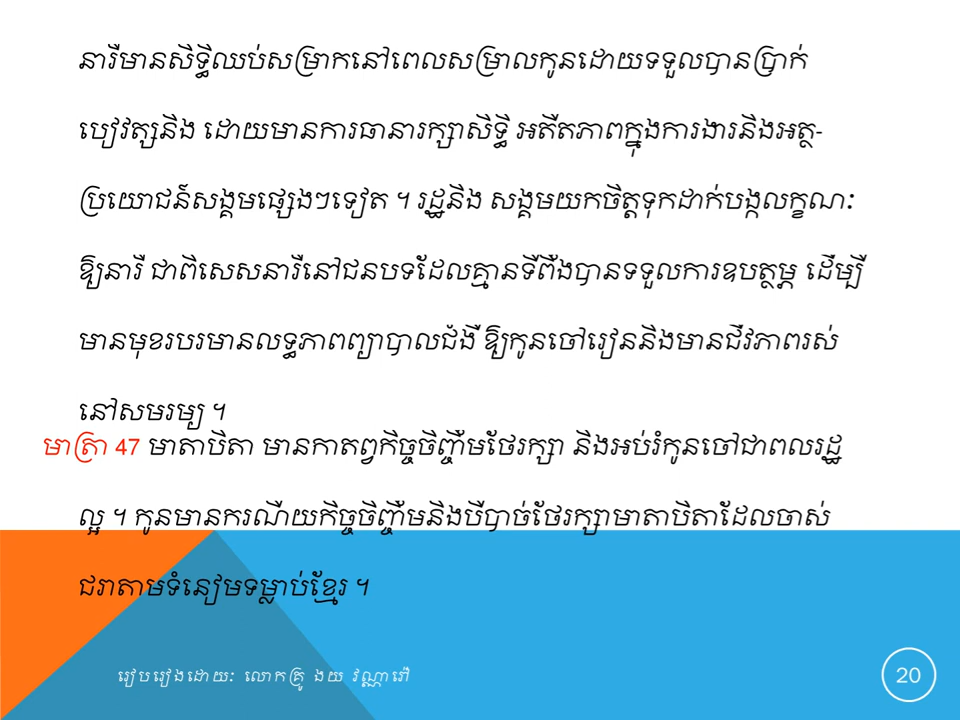 នារីមានសិទ្ធិឈប់សម្រាកនៅពេលសម្រាលកូនដោយទទួលបានប្រាក់
បៀវត្សនិង ដោយមានការធានារក្សាសិទ្ធិ អតីតភាពក្នុងការងារនិងអត្ថ-
ប្រយោជន៍សង្គមផ្សេងៗទៀត ។ រដ្ឋនិង សង្គមយកចិត្តទុកដាក់បង្កលក្ខណៈ
ឱ្យនារី ជាពិសេសនារីនៅជនបទដែលគ្មានទីពឹងបានទទួលការឧបត្ថម្ភ ដើម្បី
មានមុខរបរមានលទ្ធភាពព្យាបាលជំងឺ ឱ្យកូនចៅរៀននិងមានជីវភាពរស់
នៅសមរម្យ ។
មាត្រា 47 មាតាបិតា មានកាតព្វកិច្ចចិញ្ចឹមថែរក្សា និងអប់រំកូនចៅជាពលរដ្ឋ
ល្អ ។ កូនមានករណីយកិច្ចចិញ្ចឹមនិងបីបាច់ថែរក្សាមាតាបិតាដែលចាស់
ជរាតាមទំនៀមទម្លាប់ខ្មែរ ។
រៀបរៀងដោយ: លោកគ្រូ ងយ វណ្ណាវើ
20